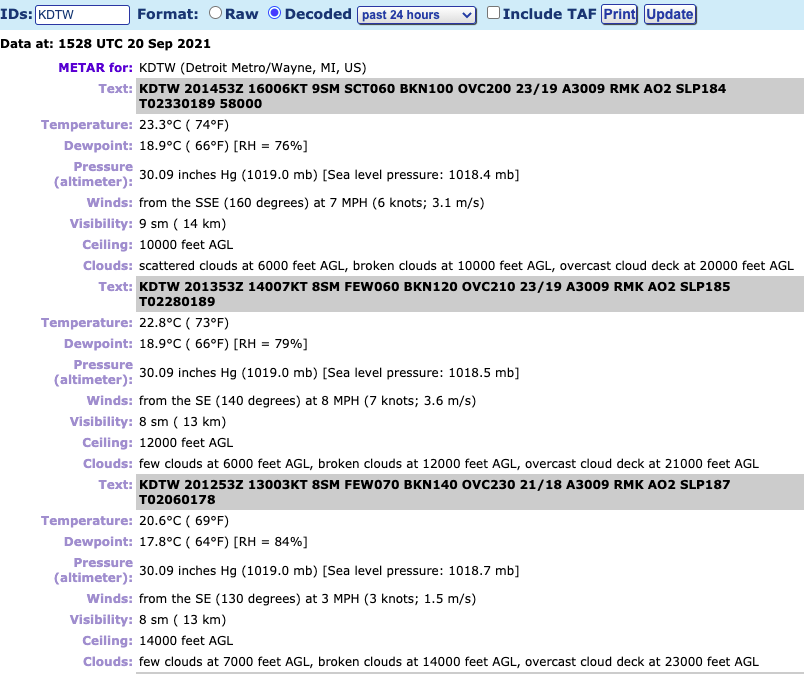 IDs: KDTW Format: Raw Decoded past 24 hours Include TAF Print Update
Data at: 1528 UTC 20 Sep 2021
METAR for: KDTW (Detroit Metro/Wayne, MI, US)
Text: KDTW 201453Z 16006KT 9SM SCT060 BKN100 OVC200 23/19 A3009 RMK AO2 SLP184
T02330189 58000
Temperature: 23.3°C ( 74°F)
Dewpoint: 18.9°C ( 66°F) [RH = 76%]
Pressure
(altimeter): 30.09 inches Hg (1019.0 mb) [Sea level pressure: 1018.4 mb]
Winds: from the SSE (160 degrees) at 7 MPH (6 knots; 3.1 m/s)
Visibility: 9 sm ( 14 km)
Ceiling: 10000 feet AGL
Clouds: scattered clouds at 6000 feet AGL, broken clouds at 10000 feet AGL, overcast cloud deck at 20000 feet AGL
Text: KDTW 201353Z 14007KT 8SM FEW060 BKN120 OVC210 23/19 A3009 RMK AO2 SLP185
T02280189
Temperature: 22.8°C ( 73°F)
Dewpoint: 18.9°C ( 66°F) [RH = 79%]
Pressure
(altimeter): 30.09 inches Hg (1019.0 mb) [Sea level pressure: 1018.5 mb]
Winds: from the SE (140 degrees) at 8 MPH (7 knots; 3.6 m/s)
Visibility: 8 sm ( 13 km)
Ceiling: 12000 feet AGL
Clouds: few clouds at 6000 feet AGL, broken clouds at 12000 feet AGL, overcast cloud deck at 21000 feet AGL
Text: KDTW 201253Z 13003KT 8SM FEW070 BKN140 OVC230 21/18 A3009 RMK AO2 SLP187
T02060178
Temperature: 20.6°C ( 69°F)
Dewpoint: 17.8°C ( 64°F) [RH = 84%]
Pressure
(altimeter): 30.09 inches Hg (1019.0 mb) [Sea level pressure: 1018.7 mb]
Winds: from the SE (130 degrees) at 3 MPH (3 knots; 1.5 m/s)
Visibility: 8 sm ( 13 km)
Ceiling: 14000 feet AGL
Clouds: few clouds at 7000 feet AGL, broken clouds at 14000 feet AGL, overcast cloud deck at 23000 feet AGL